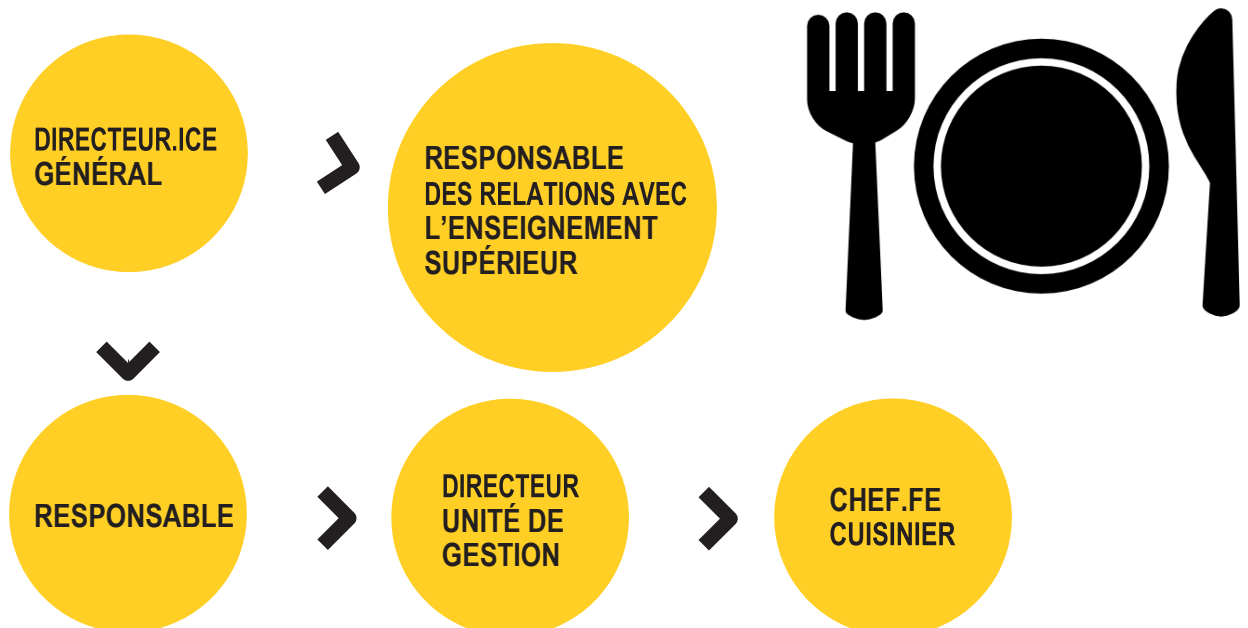 DIRECTEUR.ICE
GÉNÉRAL
RESPONSABLE
DES RELATIONS AVEC
L’ENSEIGNEMENT
SUPÉRIEUR
RESPONSABLE
DIRECTEUR
UNITÉ DE
GESTION
CHEF.FE
CUISINIER